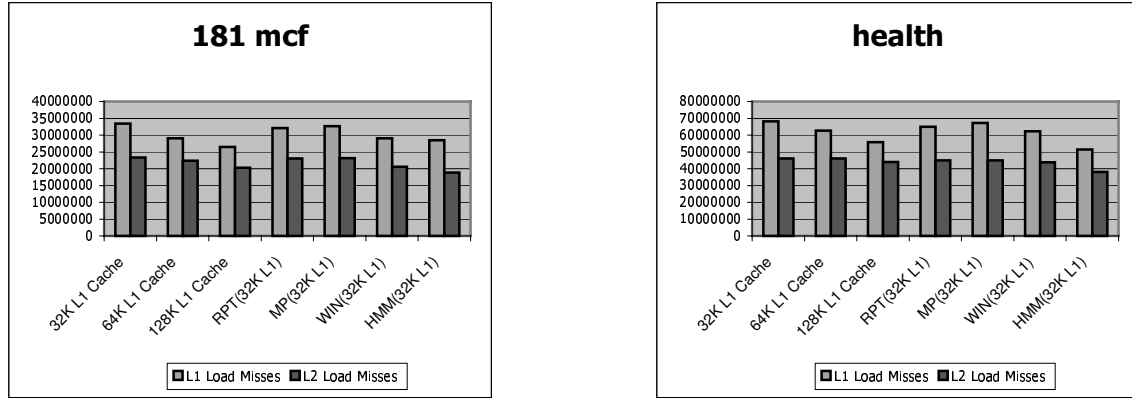 181 mcf
40000000
35000000
30000000
25000000
20000000
15000000
10000000
5000000
0
32K L1 Cache
64K L1 Cache
128K L1 Cache
RPT(32K L1)
MP(32K L1)
WIN(32K L1)
HMM(32K L1)
L1 Load Misses
L2 Load Misses
health
80000000
70000000
60000000
50000000
40000000
30000000
20000000
10000000
0
32K L1 Cache
64K L1 Cache
128K L1 Cache
RPT(32K L1)
MP(32K L1)
WIN(32K L1)
HMM(32K L1)
L1 Load Misses
L2 Load Misses